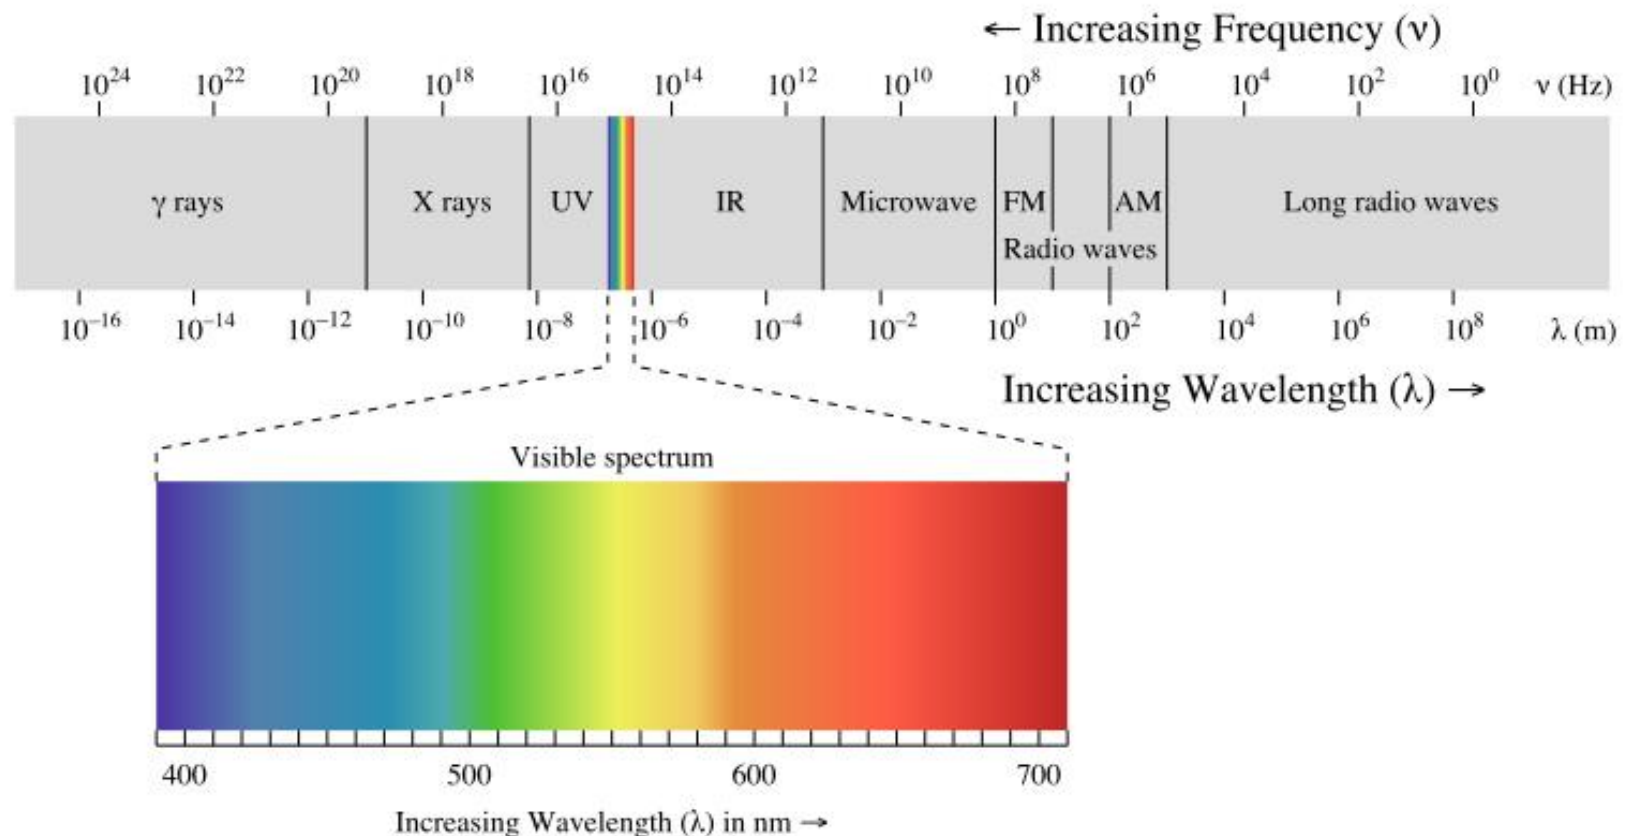 ← Increasing Frequency (ν)
10²⁴ 10²² 10²⁰ 10¹⁸ 10¹⁶ 10¹⁴ 10¹² 10¹⁰ 10⁸ 10⁶ 10⁴ 10² 10⁰ ν (Hz)
γ rays X rays UV IR Microwave FM AM Long radio waves
Radio waves
10⁻¹⁶ 10⁻¹⁴ 10⁻¹² 10⁻¹⁰ 10⁻⁸ 10⁻⁶ 10⁻⁴ 10⁻² 10⁰ 10² 10⁴ 10⁶ 10⁸ λ (m)
Increasing Wavelength (λ) →
Visible spectrum
400 500 600 700
Increasing Wavelength (λ) in nm →